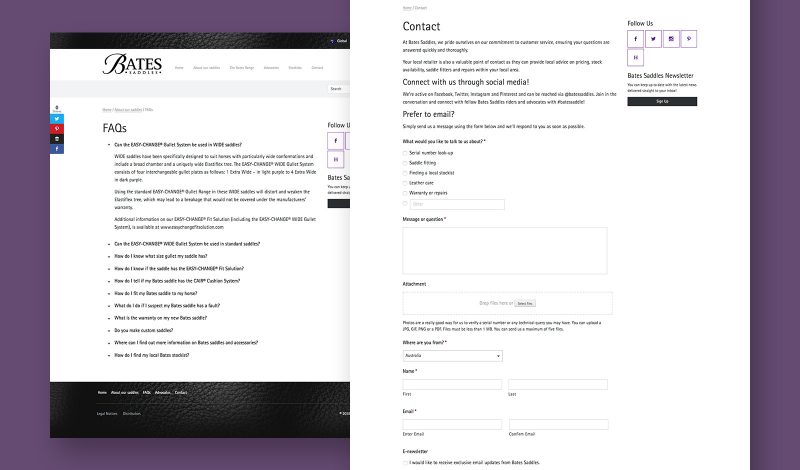 Global
BATES
SADDLES
Home About our saddles Our Bates Range Advocates Stockists Contact
Search
0
Home / About our saddles / FAQs
FAQs
Can the EASY-CHANGE® Gullet System be used in WIDE saddles?
WIDE saddles have been specifically designed to suit horses with particularly wide conformations and
include a broad chamber and a uniquely wide Elastiflex tree. The EASY-CHANGE® WIDE Gullet System
consists of four interchangeable gullet plates as follows: 1 Extra Wide – in light purple to 4 Extra Wide
in dark purple.
Using the standard EASY-CHANGE® Gullet Range in these WIDE saddles will distort and weaken the
Elastiflex tree, which may lead to a breakage that would not be covered under the manufacturers'
warranty.
Additional information on our EASY-CHANGE® Fit Solution (including the EASY-CHANGE® WIDE Gullet
System), is available at www.easychangefitsolution.com
Can the EASY-CHANGE® WIDE Gullet System be used in standard saddles?
How do I know what size gullet my saddle has?
How do I know if the saddle has the EASY-CHANGE® Fit Solution?
How do I tell if my Bates Saddle has the CAIR® Cushion System?
How do I fit my Bates saddle to my horse?
What do I do if I suspect my Bates Saddle has a fault?
What is the warranty on my new Bates Saddle?
Do you make custom saddles?
Where can I find out more information on Bates Saddles and accessories?
How do I find my local Bates stockist?
Follow U
Bates S
You can keep
delivered strai
Home About our saddles FAQs Advocates Contact
Legal Notices Distributors
Home / Contact
Contact
At Bates Saddles, we pride ourselves on our commitment to customer service, ensuring your questions are
answered quickly and thoroughly.
Your local retailer is also a valuable point of contact as they can provide local advice on pricing, stock
availability, saddle fitters and repairs within your local area.
Connect with us through social media!
We're active on Facebook, Twitter, Instagram and Pinterest and can be reached via @batessaddles. Join in the
conversation and connect with fellow Bates Saddles riders and advocates with #batessaddle!
Prefer to email?
Simply send us a message using the form below and we'll respond to you as soon as possible.
What would you like to talk to us about? *
Serial number look-up
Saddle fitting
Finding a local stockist
Leather care
Warranty or repairs
Other
Message or question *
Attachment
Drop files here or Select files
Photos are a really good way for us to verify a serial number or any technical query you may have. You can upload a
JPG, GIF, PNG or a PDF. Files must be less than 1 MB. You can send us a maximum of five files.
Where are you from? *
Australia
Name *
First Last
Email *
Enter Email Confirm Email
E-newsletter
I would like to receive exclusive email updates from Bates Saddles.
Follow Us
Bates Saddles Newsletter
You can keep up to date with the latest news
delivered straight to your inbox!
Sign Up